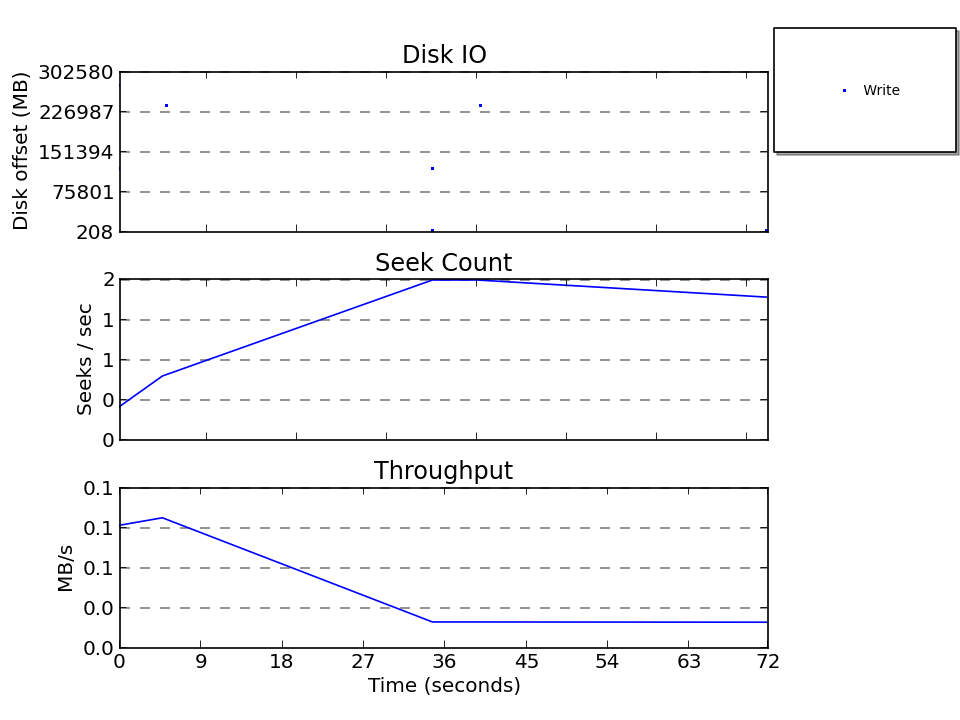 Disk IO
Write
Disk offset (MB)
302580
226987
151394
75801
208
Seek Count
Seeks / sec
2
1
1
0
0
Throughput
MB/s
0.1
0.1
0.1
0.0
0.0
0 9 18 27 36 45 54 63 72
Time (seconds)